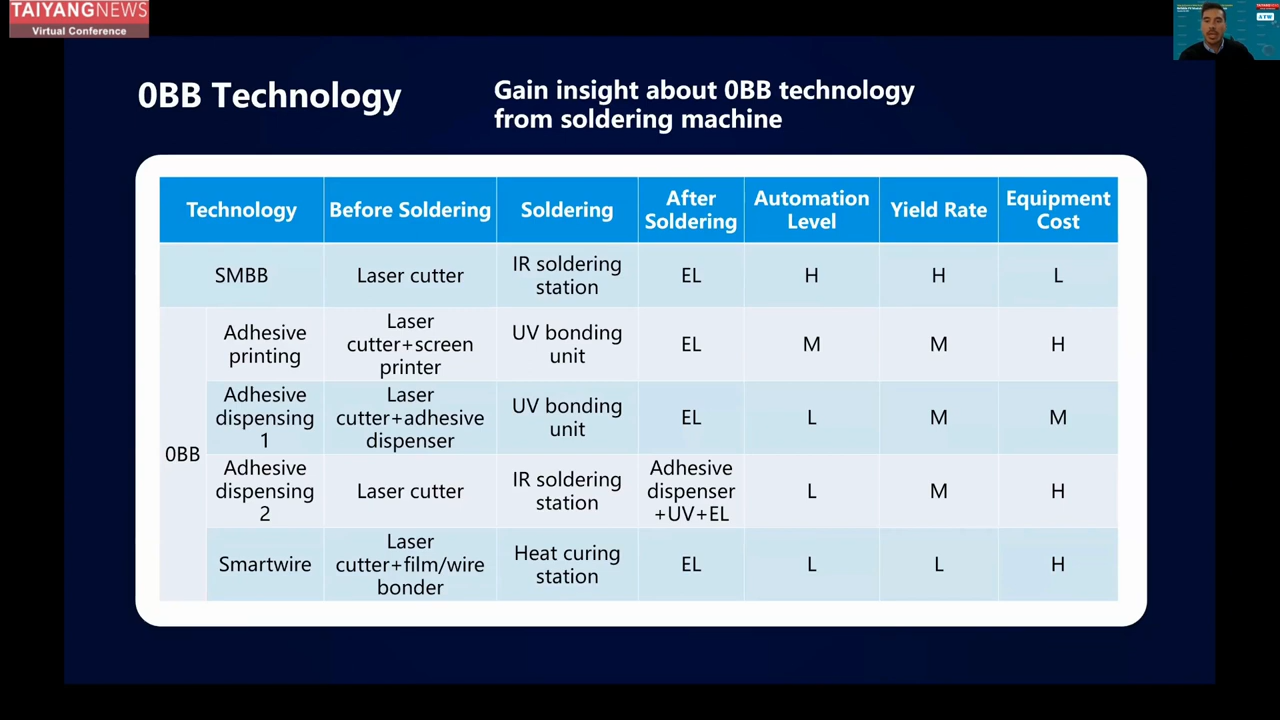 TAIYANGNEWS
Virtual Conference
0BB Technology
Gain insight about 0BB technology
from soldering machine
Technology
Before Soldering
Soldering
After
Soldering
Automation
Level
Yield Rate
Equipment
Cost
SMBB
Laser cutter
IR soldering
station
EL
H
H
L
0BB
Adhesive
printing
Laser
cutter+screen
printer
UV bonding
unit
EL
M
M
H
Adhesive
dispensing
1
Laser
cutter+adhesive
dispenser
UV bonding
unit
EL
L
M
M
Adhesive
dispensing
2
Laser cutter
IR soldering
station
Adhesive
dispenser
+UV+EL
L
M
H
Smartwire
Laser
cutter+film/wire
bonder
Heat curing
station
EL
L
L
H